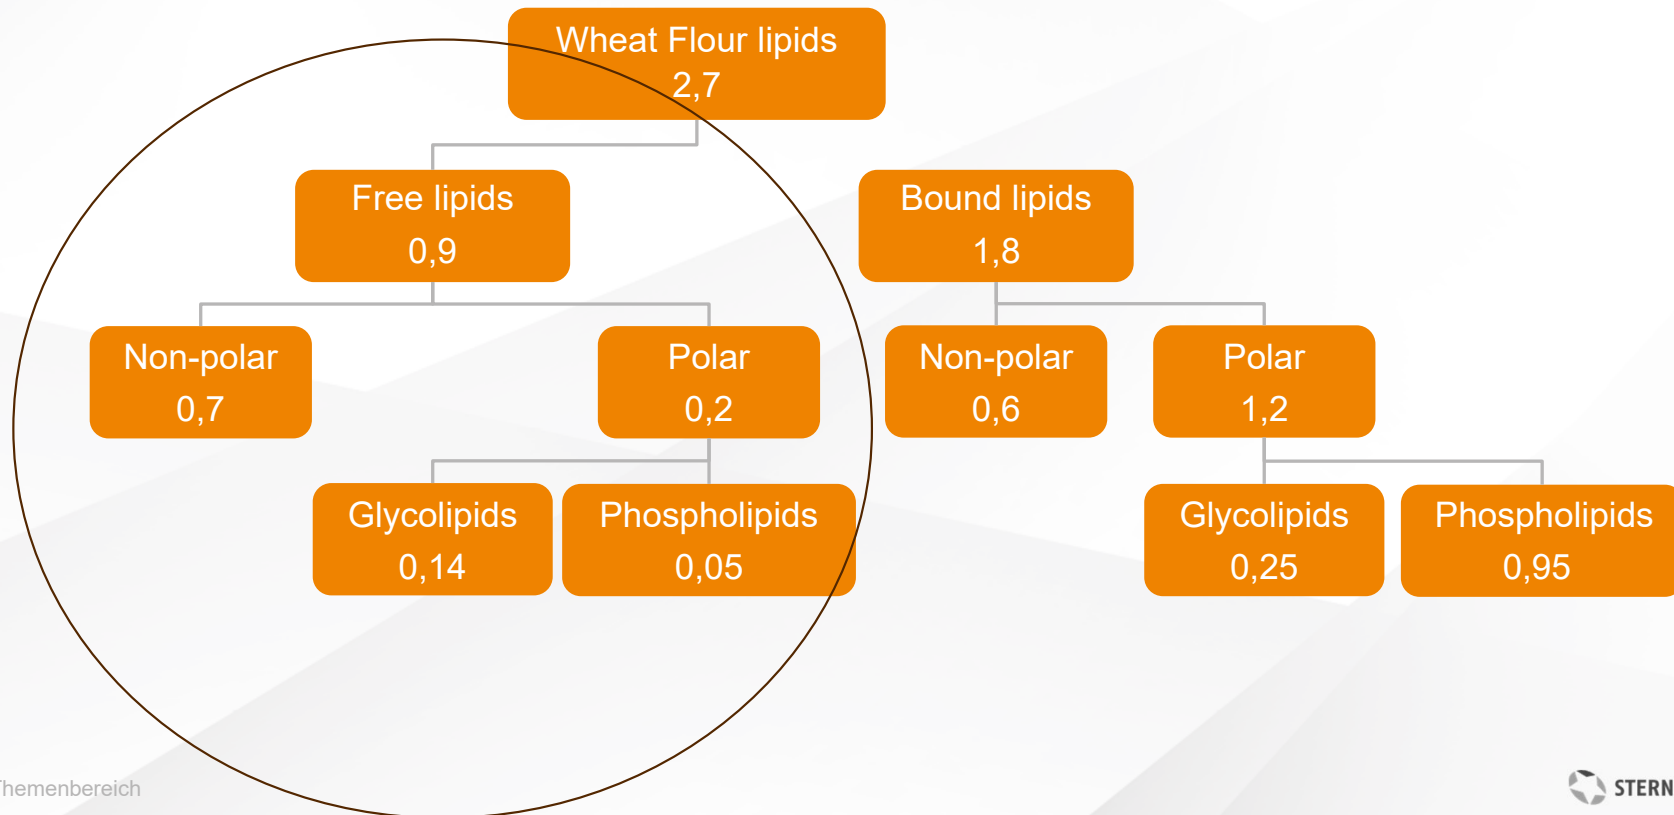 Wheat Flour lipids
2,7
Free lipids
0,9
Bound lipids
1,8
Non-polar
0,7
Polar
0,2
Non-polar
0,6
Polar
1,2
Glycolipids
0,14
Phospholipids
0,05
Glycolipids
0,25
Phospholipids
0,95
Themenbereich
STERN